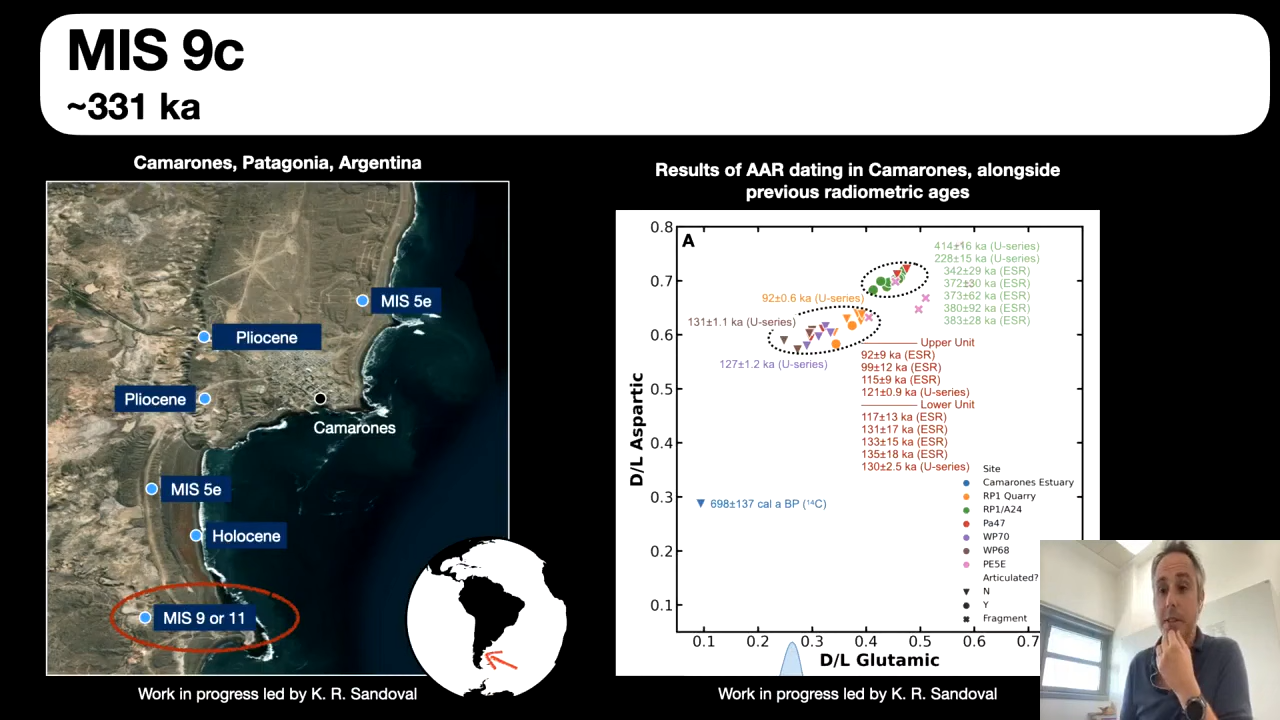 MIS 9c
~331 ka
Camarones, Patagonia, Argentina
MIS 5e
Pliocene
Pliocene
Camarones
MIS 5e
Holocene
MIS 9 or 11
Work in progress led by K. R. Sandoval
Results of AAR dating in Camarones, alongside
previous radiometric ages
A
0.8
0.7
0.6
0.5
0.4
0.3
0.2
0.1
D/L Aspartic
414±16 ka (U-series)
228±15 ka (U-series)
342±29 ka (ESR)
372±30 ka (ESR)
373±62 ka (ESR)
380±92 ka (ESR)
383±28 ka (ESR)
92±0.6 ka (U-series)
131±1.1 ka (U-series)
127±1.2 ka (U-series)
Upper Unit
92±9 ka (ESR)
99±12 ka (ESR)
115±9 ka (ESR)
121±0.9 ka (U-series)
Lower Unit
117±13 ka (ESR)
131±17 ka (ESR)
133±15 ka (ESR)
135±18 ka (ESR)
130±2.5 ka (U-series)
698±137 cal a BP (¹⁴C)
Site
Camarones Estuary
RP1 Quarry
RP1/A24
Pa47
WP70
WP68
PE5E
Articulated?
N
Y
Fragment
0.1 0.2 0.3 0.4 0.5 0.6 0.7
D/L Glutamic
Work in progress led by K. R. Sandoval